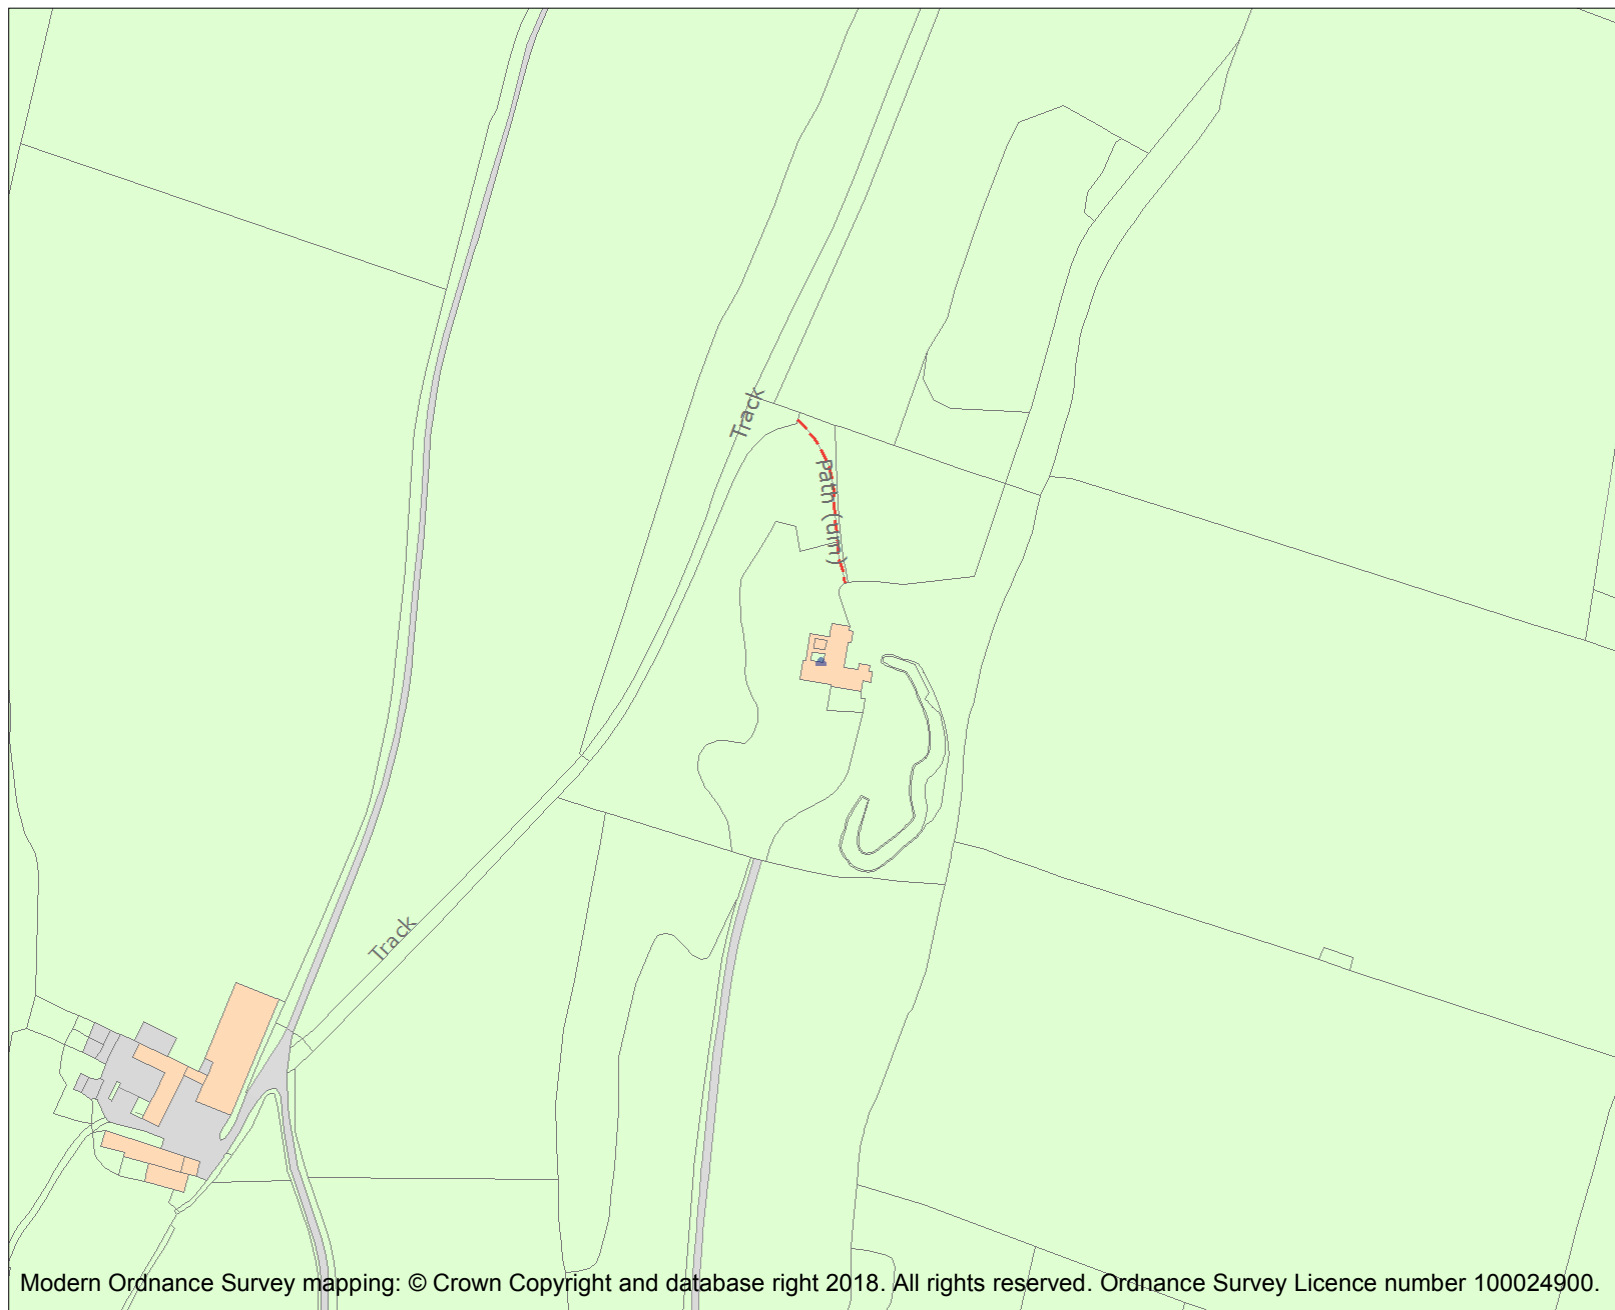 Track
Path (um)
Track
Modern Ordnance Survey mapping: © Crown Copyright and database right 2018. All rights reserved. Ordnance Survey Licence number 100024900.